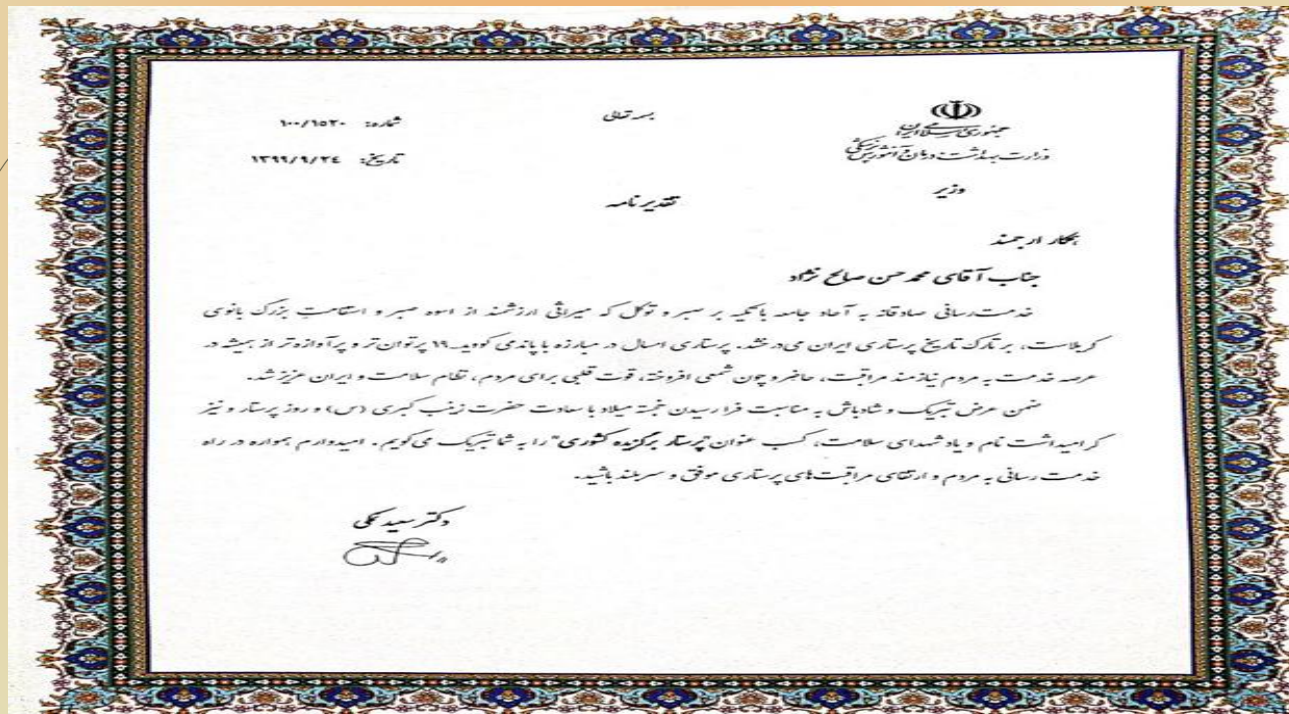 جمهوری اسلامی ایران
وزارت بهداشت، درمان و آموزش پزشکی
وزیر
بسمه تعالی
شماره: ۱۰۰/۱۵۲۰
تاریخ: ۱۳۹۹/۹/۲۴
تقدیرنامه
همکار ارجمند
جناب آقای محمدحسن صالح نژاد
خدمت‌رسانی صادقانه به آحاد جامعه با تکیه بر صبر و توکل که میراثی ارزشمند از اسوه صبر و استقامت بزرگ بانوی
کربلاست، بر تارک تاریخ پرستاری ایران می‌درخشد. پرستاری امسال در مبارزه با پاندمی کووید-۱۹ پرتوان‌تر و پرآوازه‌تر از همیشه در
عرصه خدمت به مردم نیازمند مراقبت، حاضر و چون شمعی افروخته، قوت قلبی برای مردم، نظام سلامت و ایران عزیز شد.
ضمن عرض تبریک و شادباش به مناسبت فرا رسیدن خجسته میلاد با سعادت حضرت زینب کبری (س) و روز پرستار و نیز
گرامیداشت نام و یاد شهدای سلامت، کسب عنوان "پرستار برگزیده کشوری" را به شما تبریک می‌گویم. امیدوارم همواره در راه
خدمت رسانی به مردم و ارتقای مراقبت‌های پرستاری موفق و سربلند باشید.
دکتر سعید نمکی